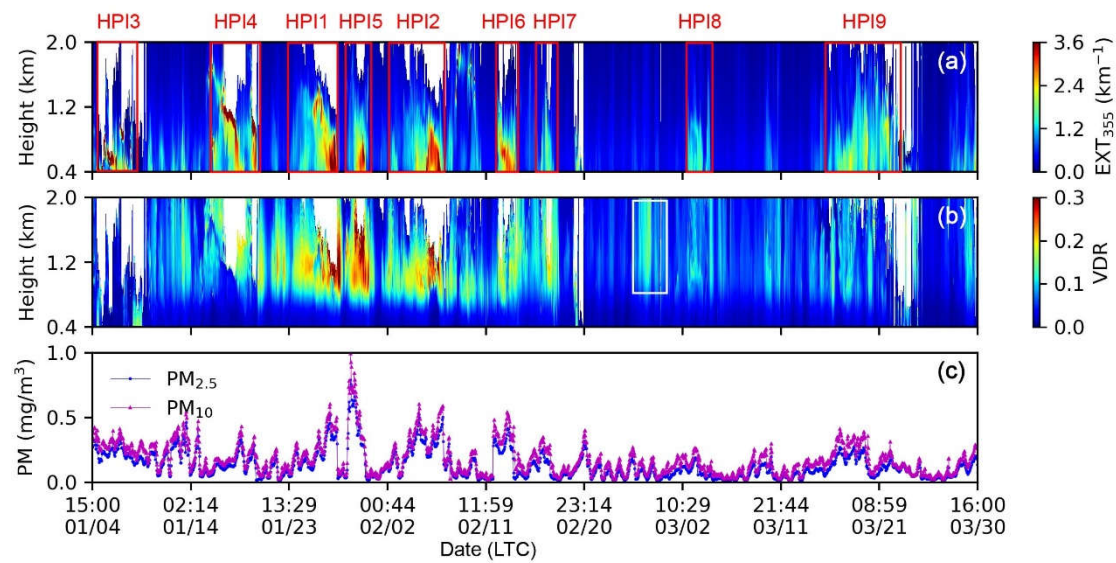 HPI3 HPI4 HPI1 HPI5 HPI2 HPI6 HPI7 HPI8 HPI9
2.0
1.2
0.4
Height (km)
(a)
3.6
2.4
1.2
0.0
EXT₃₅₅ (km⁻¹)
2.0
1.2
0.4
Height (km)
(b)
0.3
0.2
0.1
0.0
VDR
1.0
0.5
0.0
PM (mg/m³)
PM₂.₅
PM₁₀
(c)
15:00 02:14 13:29 00:44 11:59 23:14 10:29 21:44 08:59 16:00
01/04 01/14 01/23 02/02 02/11 02/20 03/02 03/11 03/21 03/30
Date (LTC)